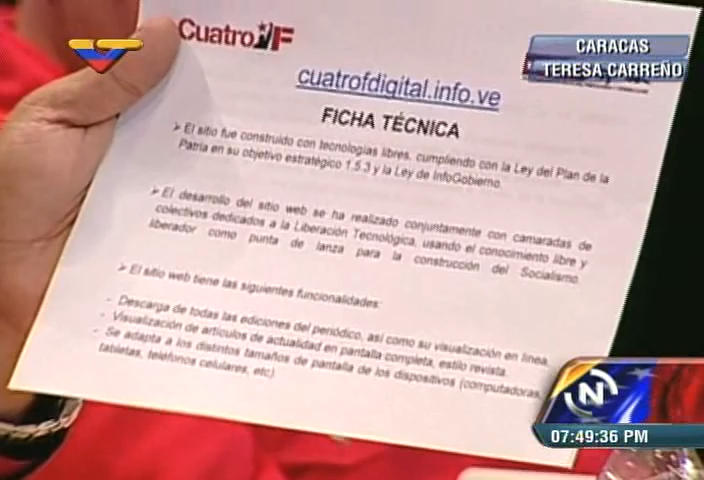 CuatroF
CARACAS
TERESA CARREÑO
cuatrofdigital.info.ve
FICHA TÉCNICA
➢ El sitio fue construido con tecnologías libres, cumpliendo con la Ley del Plan de la
Patria en su objetivo estratégico 1.5.3 y la Ley de InfoGobierno.
➢ El desarrollo del sitio web se ha realizado conjuntamente con camaradas de
colectivos dedicados a la Liberación Tecnológica, usando el conocimiento libre y
liberador como punta de lanza para la construcción del Socialismo.
➢ El sitio web tiene las siguientes funcionalidades:
- Descarga de todas las ediciones del periódico, así como su visualización en línea.
- Visualización de artículos de actualidad en pantalla completa, estilo revista.
- Se adapta a los distintos tamaños de pantalla de los dispositivos (computadoras,
tabletas, teléfonos celulares, etc)
N
07:49:36 PM